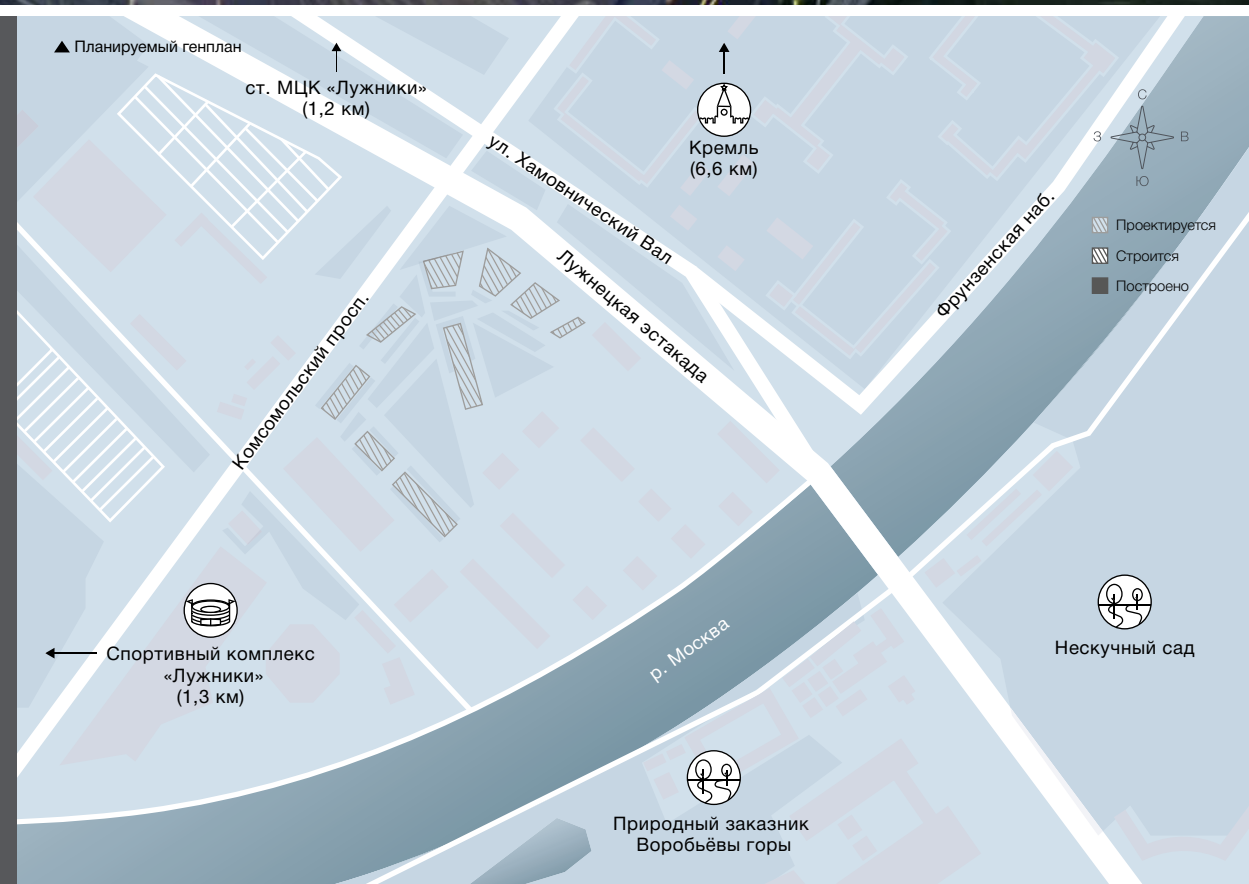 ▲ Планируемый генплан
ст. МЦК «Лужники»
(1,2 км)
Кремль
(6,6 км)
С
З
В
Ю
ул. Хамовнический Вал
Фрунзенская наб.
Проектируется
Строится
Построено
Лужнецкая эстакада
Комсомольский просп.
р. Москва
Спортивный комплекс
«Лужники»
(1,3 км)
Нескучный сад
Природный заказник
Воробьёвы горы